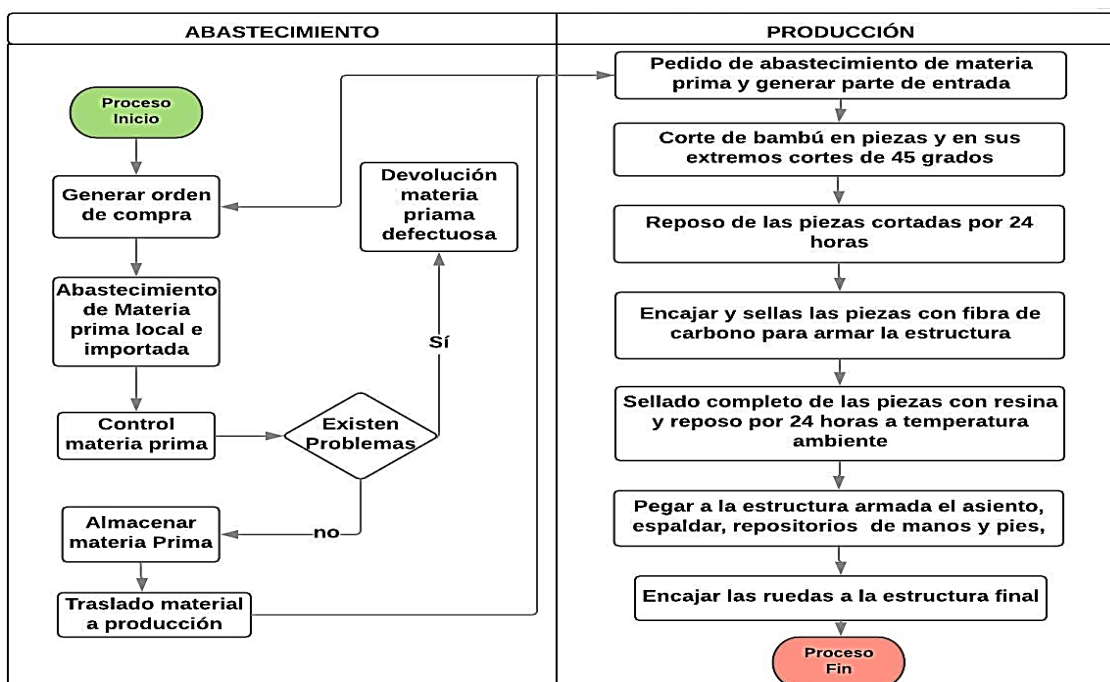 ABASTECIMIENTO
PRODUCCIÓN
Proceso
Inicio
Generar orden
de compra
Abastecimiento
de Materia
prima local e
importada
Control
materia prima
Existen
Problemas
Sí
Devolución
materia
priama
defectuosa
no
Almacenar
materia Prima
Traslado material
a producción
Pedido de abastecimiento de materia
prima y generar parte de entrada
Corte de bambú en piezas y en sus
extremos cortes de 45 grados
Reposo de las piezas cortadas por 24
horas
Encajar y sellas las piezas con fibra de
carbono para armar la estructura
Sellado completo de las piezas con resina
y reposo por 24 horas a temperatura
ambiente
Pegar a la estructura armada el asiento,
espaldar, repositorios de manos y pies,
Encajar las ruedas a la estructura final
Proceso
Fin